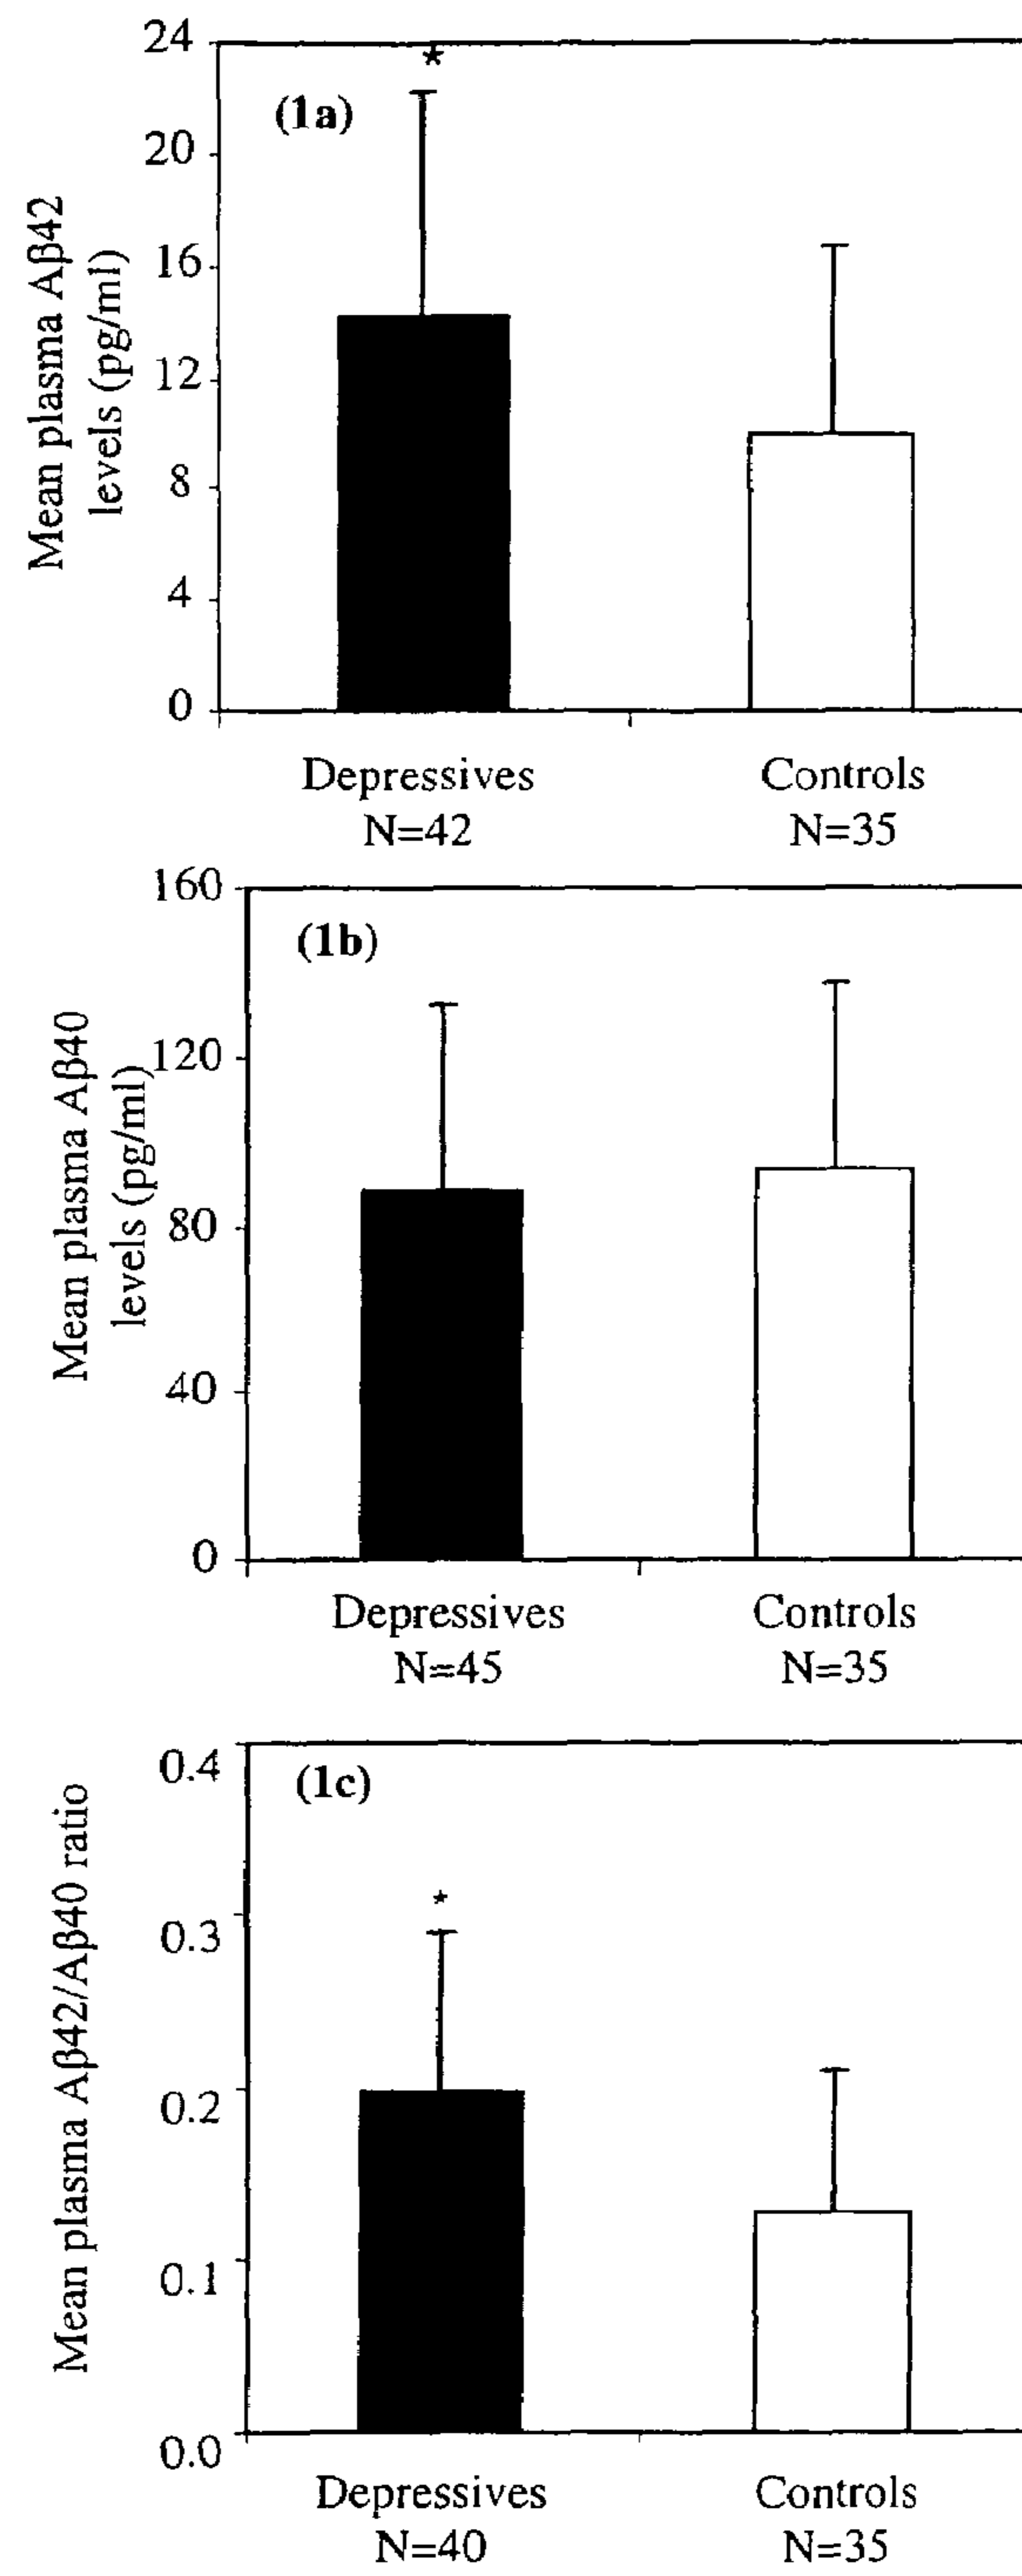 24
*
(1a)
20
16
12
8
4
0
Mean plasma Aβ42
levels (pg/ml)
Depressives
Controls
N=42
N=35
160
(1b)
120
80
40
0
Mean plasma Aβ40
levels (pg/ml)
Depressives
Controls
N=45
N=35
0.4
(1c)
*
0.3
0.2
0.1
0.0
Mean plasma Aβ42/Aβ40 ratio
Depressives
Controls
N=40
N=35